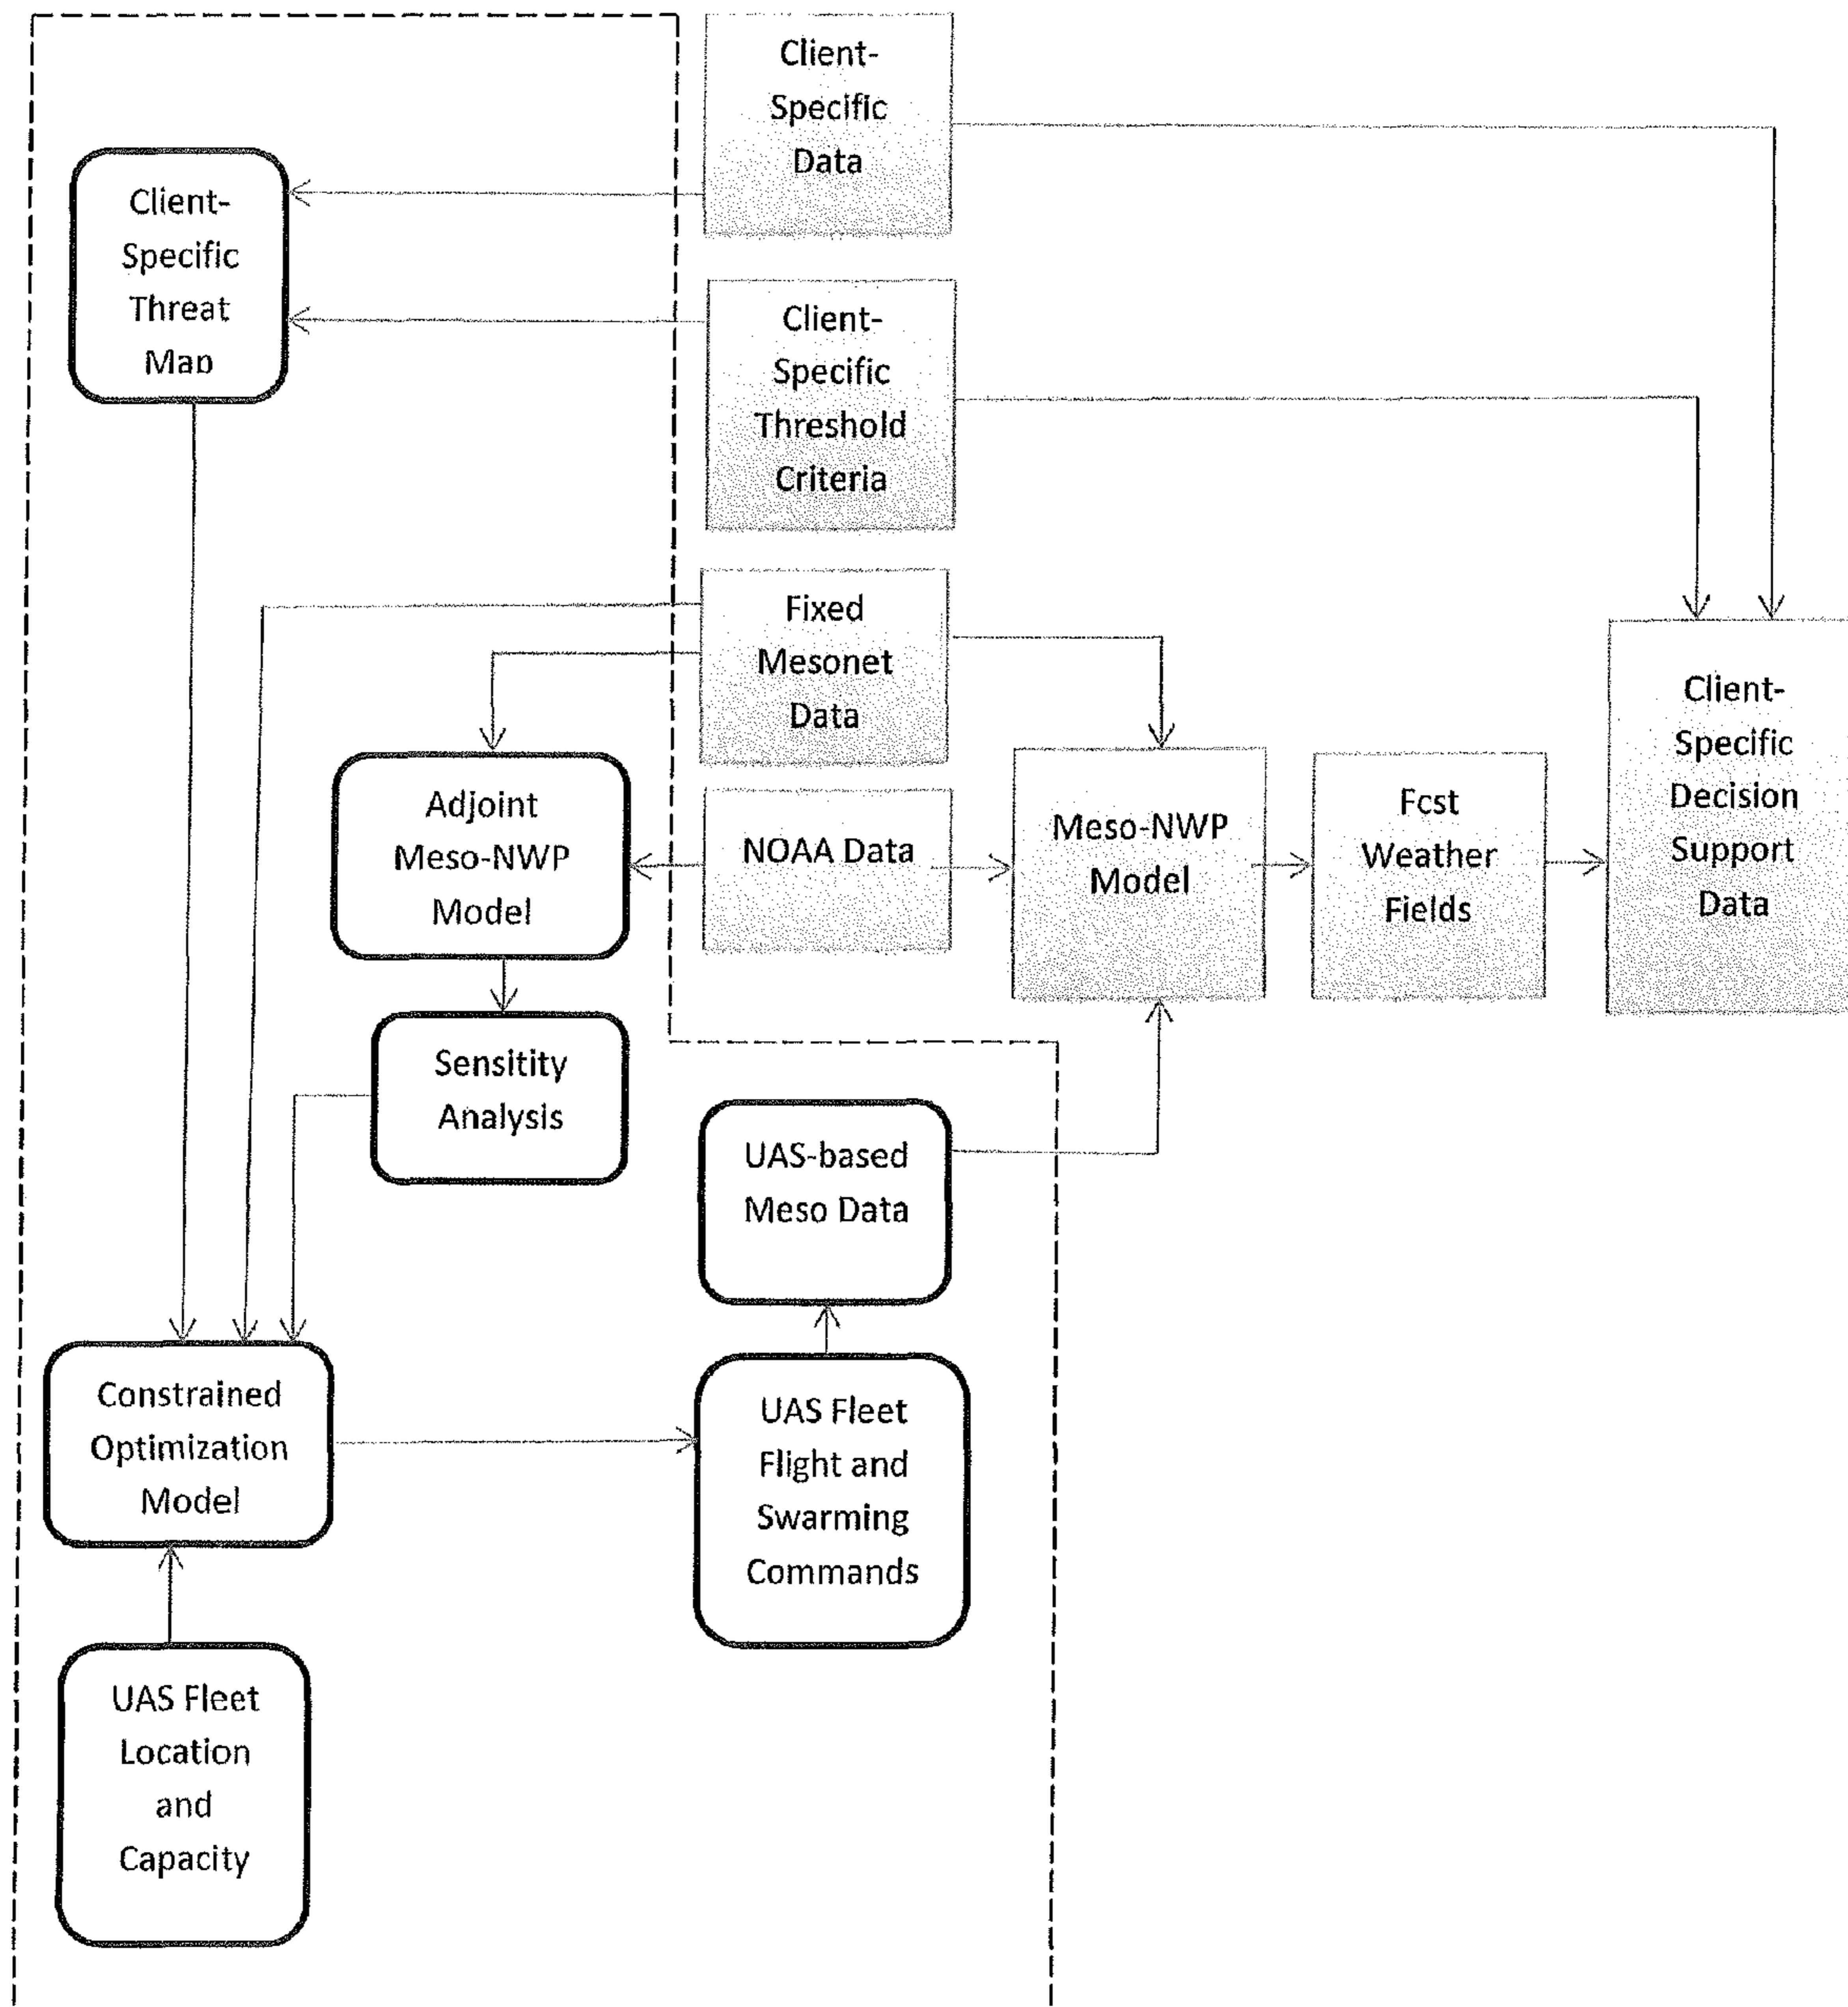 Client-
Specific
Data
Client-
Specific
Threat
Map
Client-
Specific
Threshold
Criteria
Fixed
Mesonet
Data
Client-
Specific
Decision
Support
Data
Adjoint
Meso-NWP
Model
NOAA Data
Meso-NWP
Model
Fcst
Weather
Fields
Sensitity
Analysis
UAS-based
Meso Data
Constrained
Optimization
Model
UAS Fleet
Flight and
Swarming
Commands
UAS Fleet
Location
and
Capacity